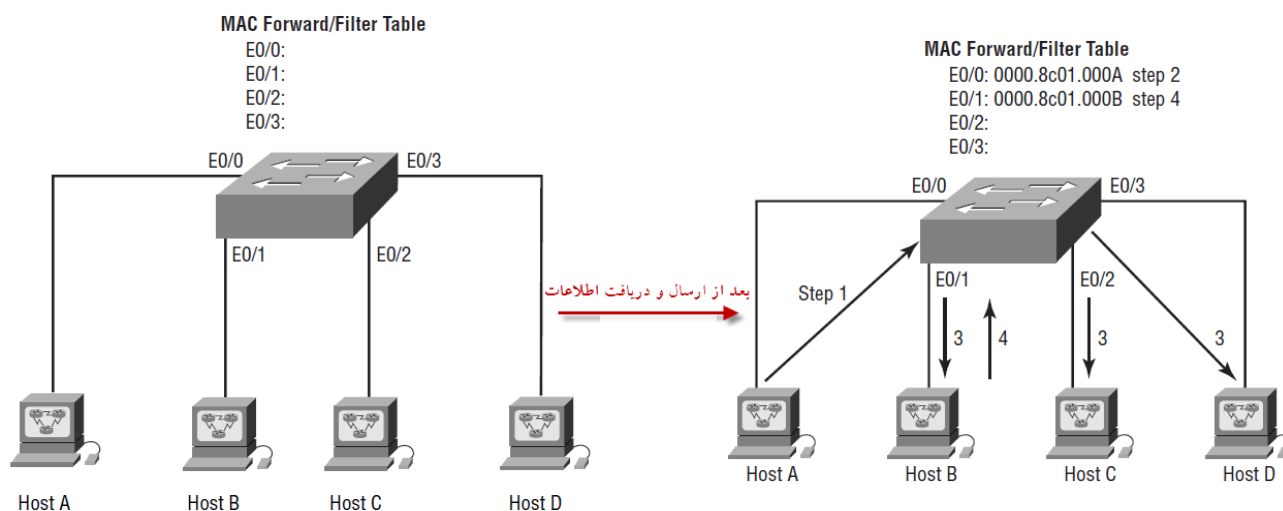 MAC Forward/Filter Table
E0/0:
E0/1:
E0/2:
E0/3:
E0/0
E0/3
E0/1
E0/2
Host A
Host B
Host C
Host D
بعد از ارسال و دریافت اطلاعات
MAC Forward/Filter Table
E0/0: 0000.8c01.000A step 2
E0/1: 0000.8c01.000B step 4
E0/2:
E0/3:
E0/0
E0/3
Step 1
E0/1
E0/2
3
4
3
3
Host A
Host B
Host C
Host D